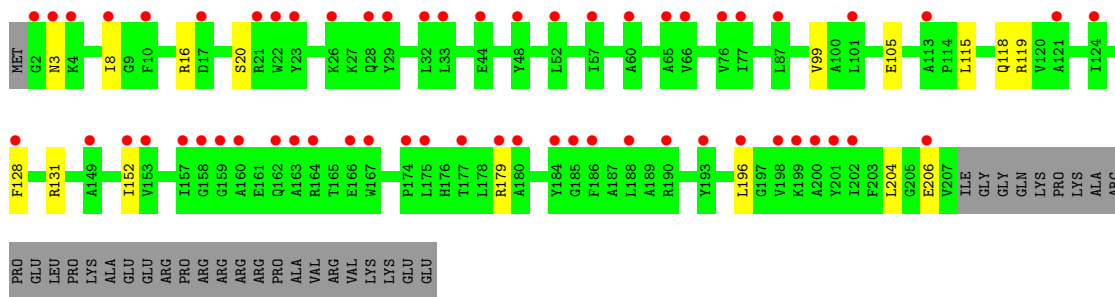 MET G2 N3 K4 I8 G9 F10 R16 D17 S20 R21 W22 Y23 K26 K27 Q28 Y29 L32 L33 E44 Y48 L52 I57 A60 A65 V66 V76 I77 L87 V99 A100 L101 E105 A113 P114 L115 Q118 R119 V120 A121 I124
F128 R131 A149 I152 V153 I157 G158 G159 A160 E161 Q162 A163 R164 T165 E166 W167 P174 L175 H176 T177 L178 R179 A180 Y184 G185 F186 A187 L188 A189 R190 Y193 L196 G197 V198 K199 A200 Y201 I202 F203 L204 G205 E206 V207 ILE GLY GLY GLN LYS PRO LYS ALA ARG
PRO GLU LEU PRO LYS ALA GLU GLU ARG PRO ARG ARG ARG PRO ALA VAL ARG VAL LYS LYS GLU GLU